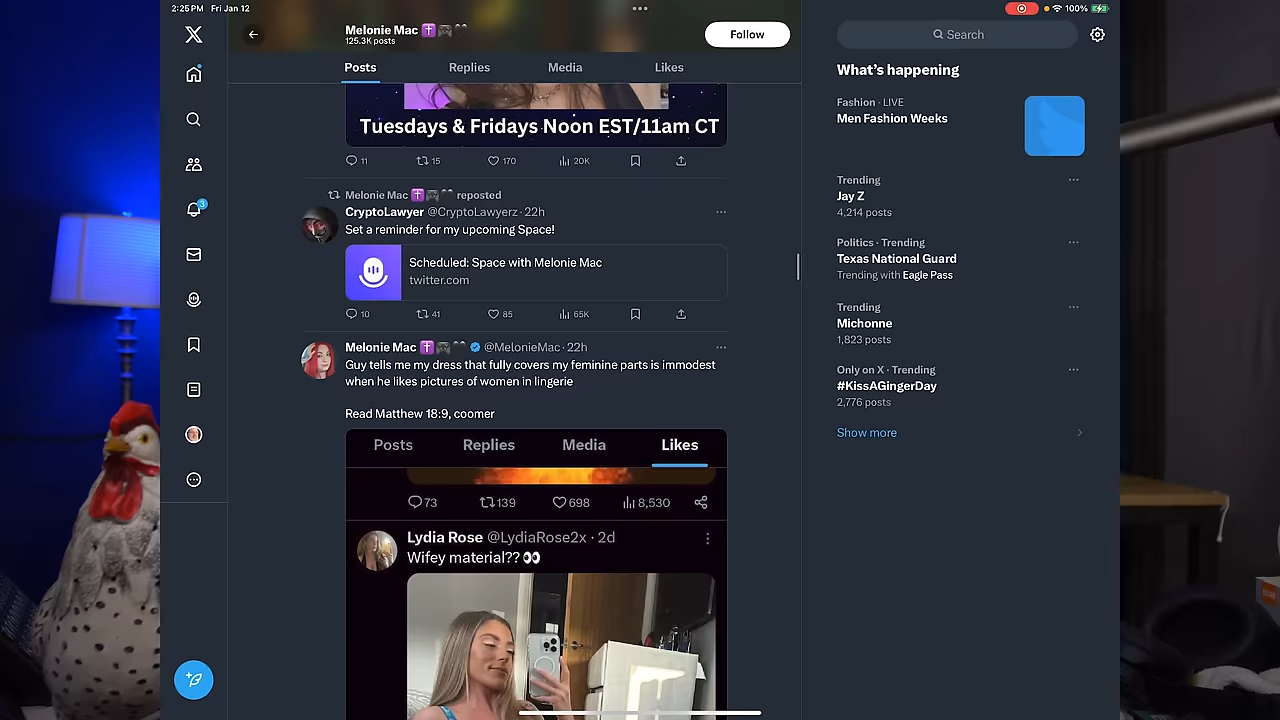 2:25 PM Fri Jan 12
100%
Melonie Mac
125.3K posts
Follow
Search
Posts Replies Media Likes
What's happening
Fashion · LIVE
Men Fashion Weeks
Tuesdays & Fridays Noon EST/11am CT
11 15 170 20K
Trending
Jay Z
4,214 posts
Melonie Mac reposted
CryptoLawyer @CryptoLawyerz · 22h
Set a reminder for my upcoming Space!
Scheduled: Space with Melonie Mac
twitter.com
10 41 85 65K
Politics · Trending
Texas National Guard
Trending with Eagle Pass
Trending
Michonne
1,823 posts
Melonie Mac @MelonieMac · 22h
Guy tells me my dress that fully covers my feminine parts is immodest
when he likes pictures of women in lingerie
Read Matthew 18:9, coomer
Only on X · Trending
#KissAGingerDay
2,776 posts
Show more
3
Posts Replies Media Likes
73 139 698 8,530
Lydia Rose @LydiaRose2x · 2d
Wifey material??